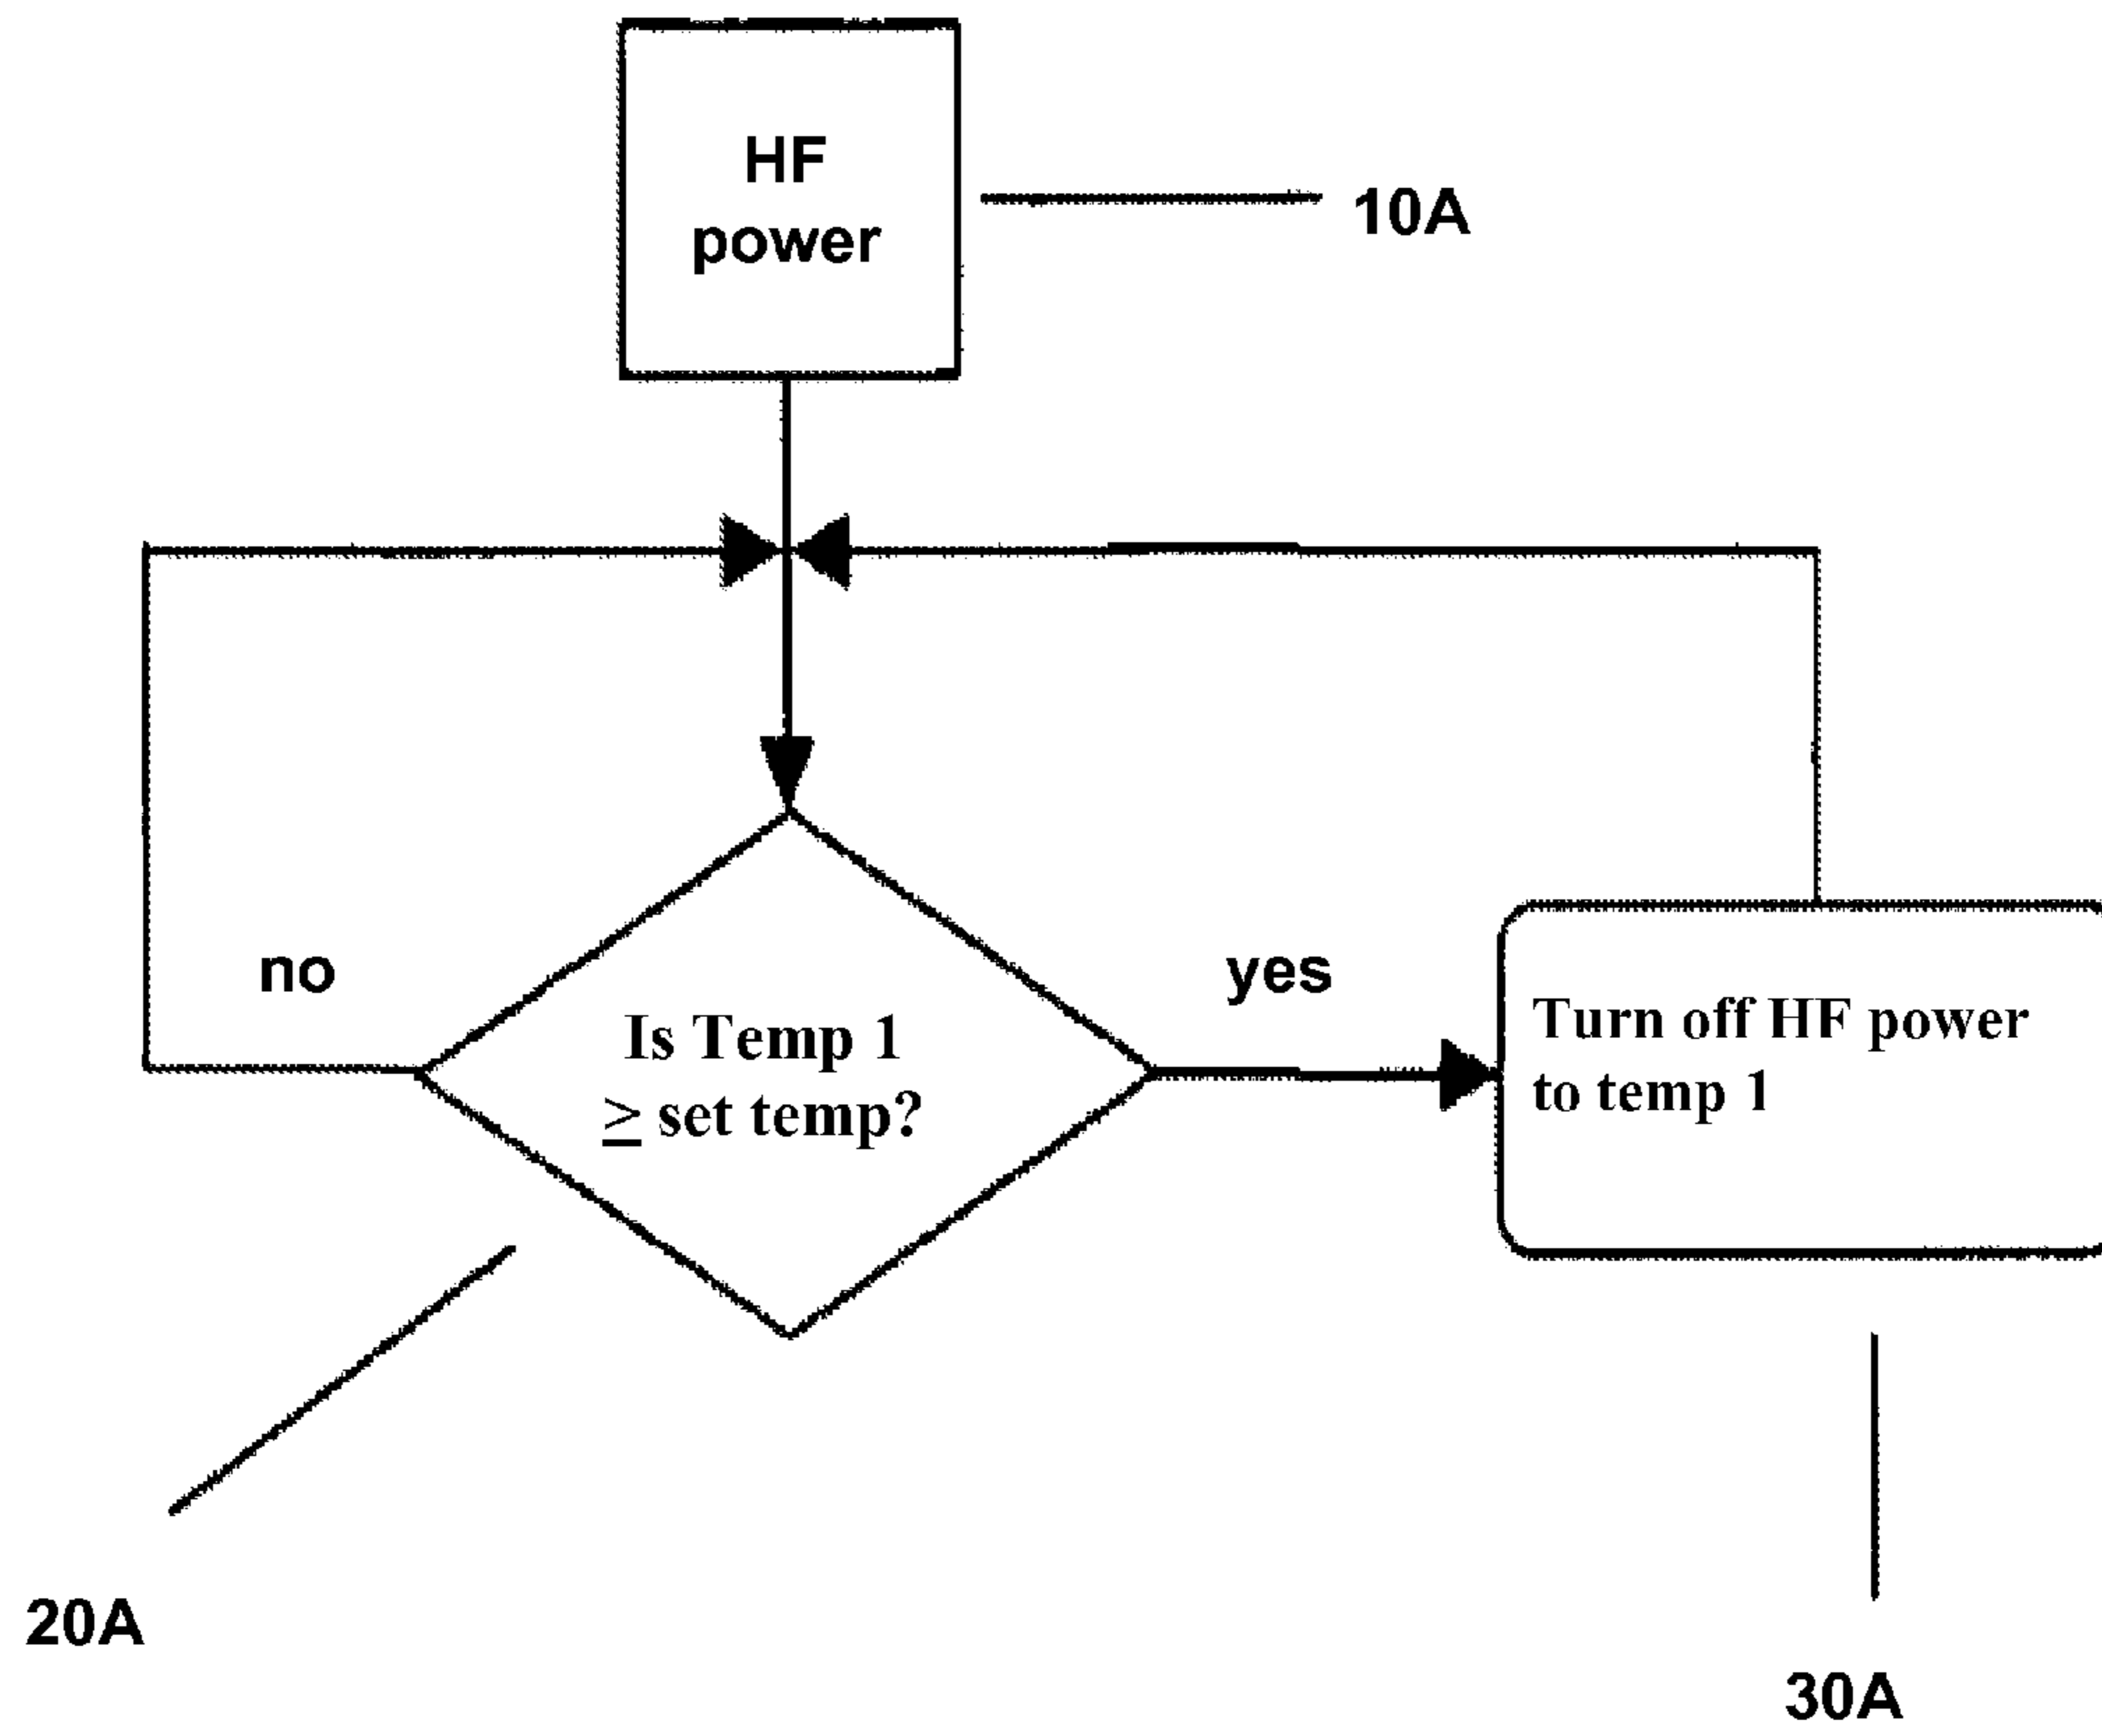 HF
power
10A
no
yes
Is Temp 1
≥ set temp?
Turn off HF power
to temp 1
20A
30A